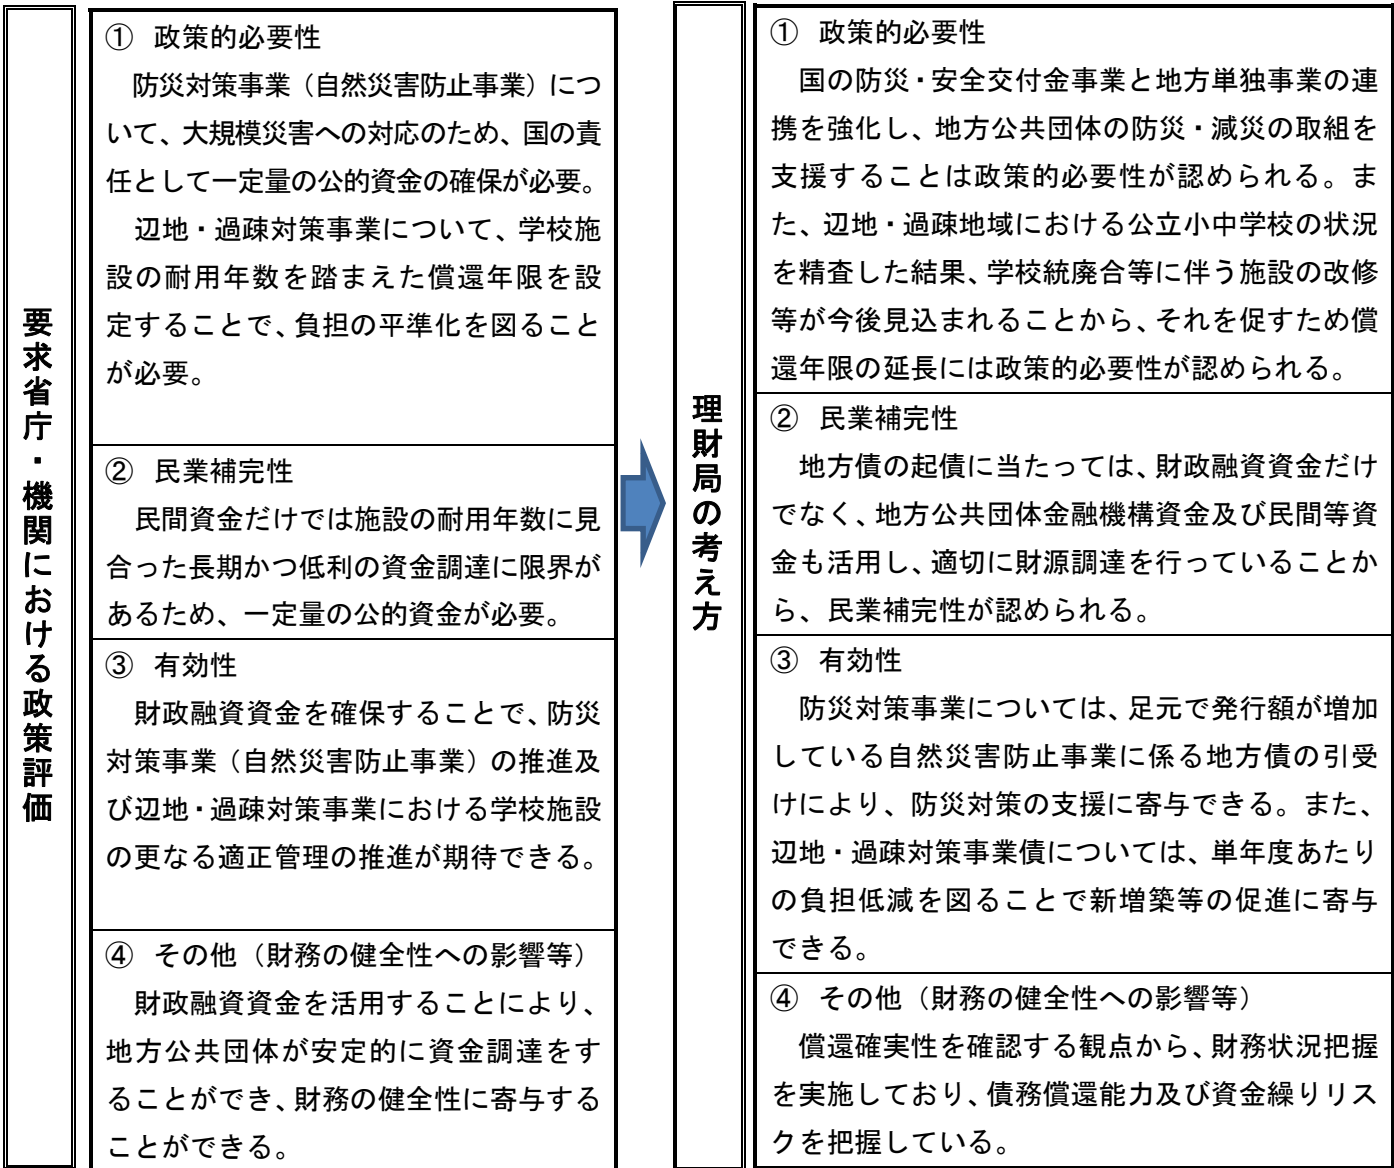 要求省庁・機関における政策評価
① 政策的必要性
防災対策事業（自然災害防止事業）につ
いて、大規模災害への対応のため、国の責
任として一定量の公的資金の確保が必要。
辺地・過疎対策事業について、学校施
設の耐用年数を踏まえた償還年限を設
定することで、負担の平準化を図ること
が必要。
② 民業補完性
民間資金だけでは施設の耐用年数に見
合った長期かつ低利の資金調達に限界が
あるため、一定量の公的資金が必要。
③ 有効性
財政融資資金を確保することで、防災
対策事業（自然災害防止事業）の推進及
び辺地・過疎対策事業における学校施設
の更なる適正管理の推進が期待できる。
④ その他（財務の健全性への影響等）
財政融資資金を活用することにより、
地方公共団体が安定的に資金調達をす
ることができ、財務の健全性に寄与する
ことができる。
理財局の考え方
① 政策的必要性
国の防災・安全交付金事業と地方単独事業の連
携を強化し、地方公共団体の防災・減災の取組を
支援することは政策的必要性が認められる。ま
た、辺地・過疎地域における公立小中学校の状況
を精査した結果、学校統廃合等に伴う施設の改修
等が今後見込まれることから、それを促すため償
還年限の延長には政策的必要性が認められる。
② 民業補完性
地方債の起債に当たっては、財政融資資金だけ
でなく、地方公共団体金融機構資金及び民間等資
金も活用し、適切に財源調達を行っていることか
ら、民業補完性が認められる。
③ 有効性
防災対策事業については、足元で発行額が増加
している自然災害防止事業に係る地方債の引受
けにより、防災対策の支援に寄与できる。また、
辺地・過疎対策事業債については、単年度あたり
の負担低減を図ることで新増築等の促進に寄与
できる。
④ その他（財務の健全性への影響等）
償還確実性を確認する観点から、財務状況把握
を実施しており、債務償還能力及び資金繰りリス
クを把握している。